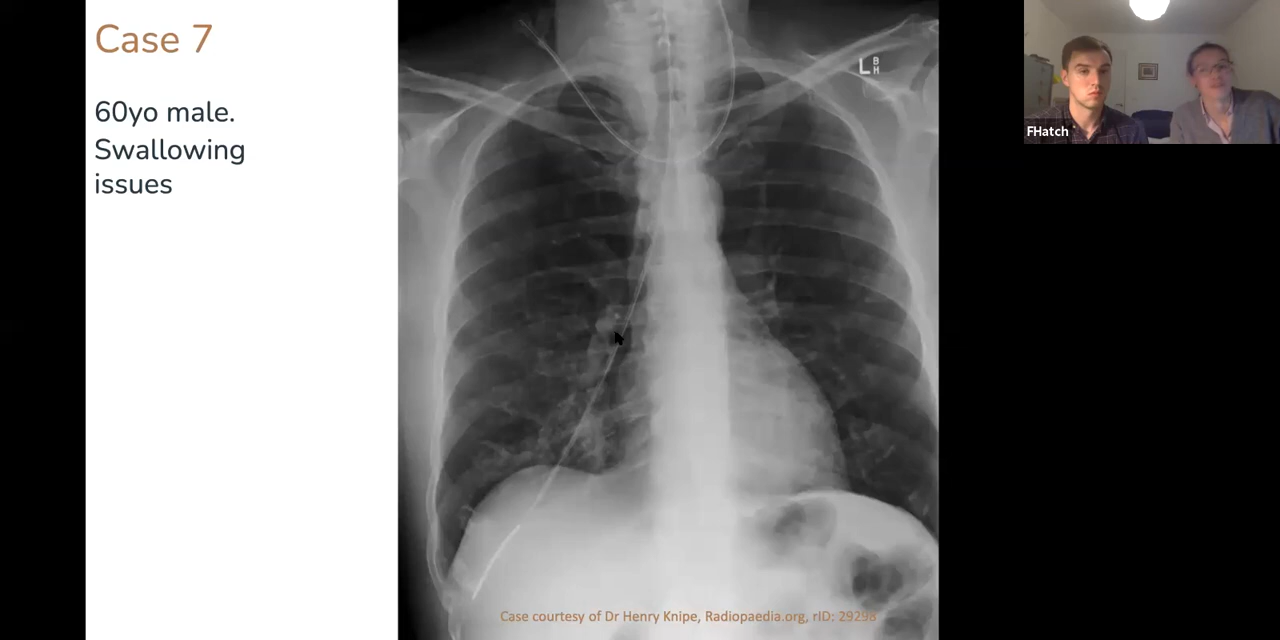 Case 7
60yo male.
Swallowing
issues
L B
H
FHatch
Case courtesy of Dr Henry Knipe, Radiopaedia.org, rID: 29298